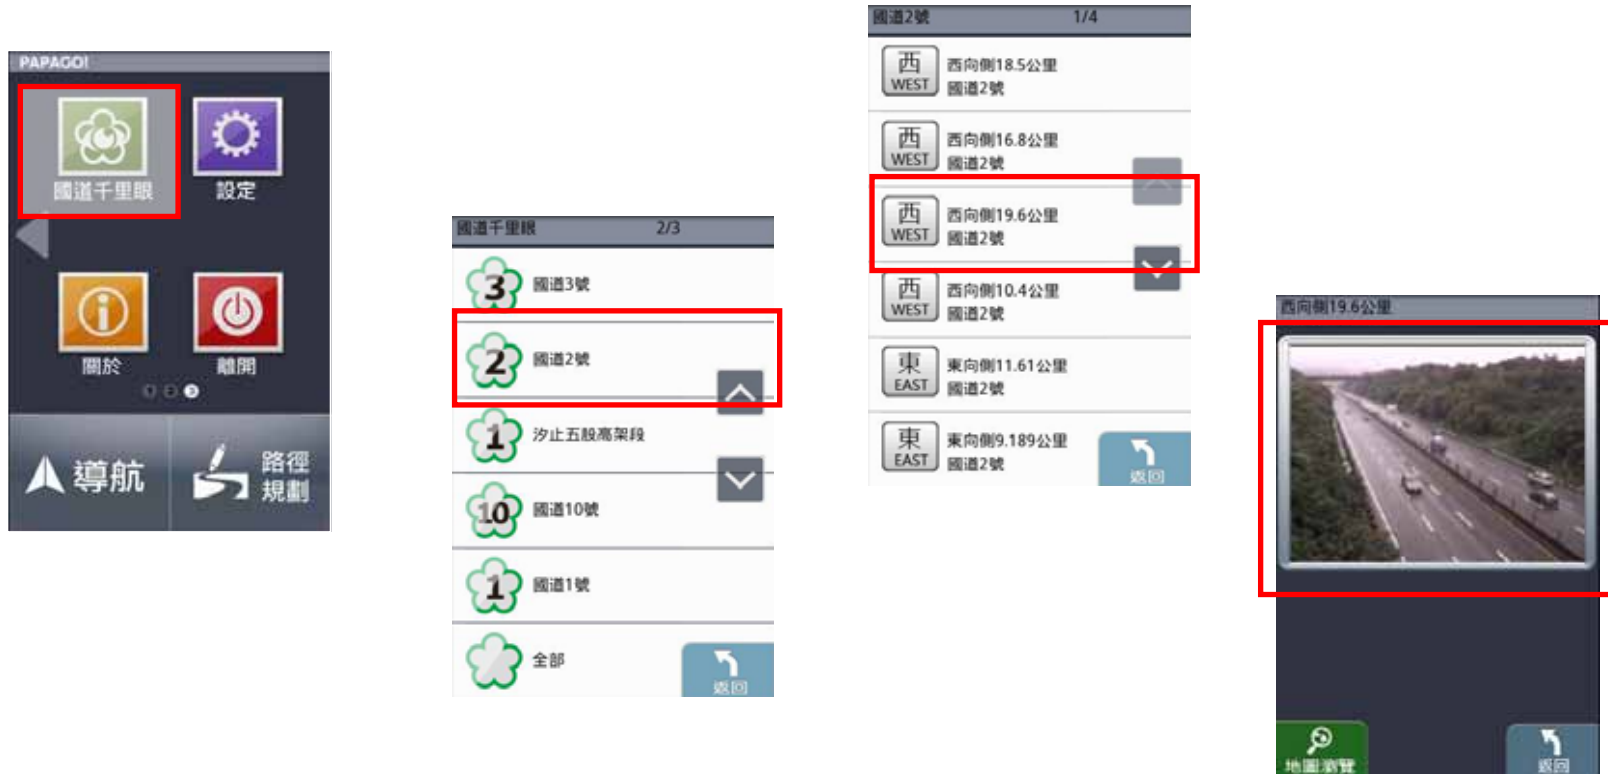 PAPAGO!
國道千里眼
設定
關於
離開
1 2 3
導航
路徑
規劃
國道千里眼 2/3
3 國道3號
2 國道2號
1 汐止五股高架段
10 國道10號
1 國道1號
全部
返回
國道2號 1/4
西 WEST 西向側18.5公里
國道2號
西 WEST 西向側16.8公里
國道2號
西 WEST 西向側19.6公里
國道2號
西 WEST 西向側10.4公里
國道2號
東 EAST 東向側11.61公里
國道2號
東 EAST 東向側9.189公里
國道2號
返回
西向側19.6公里
地圖瀏覽
返回